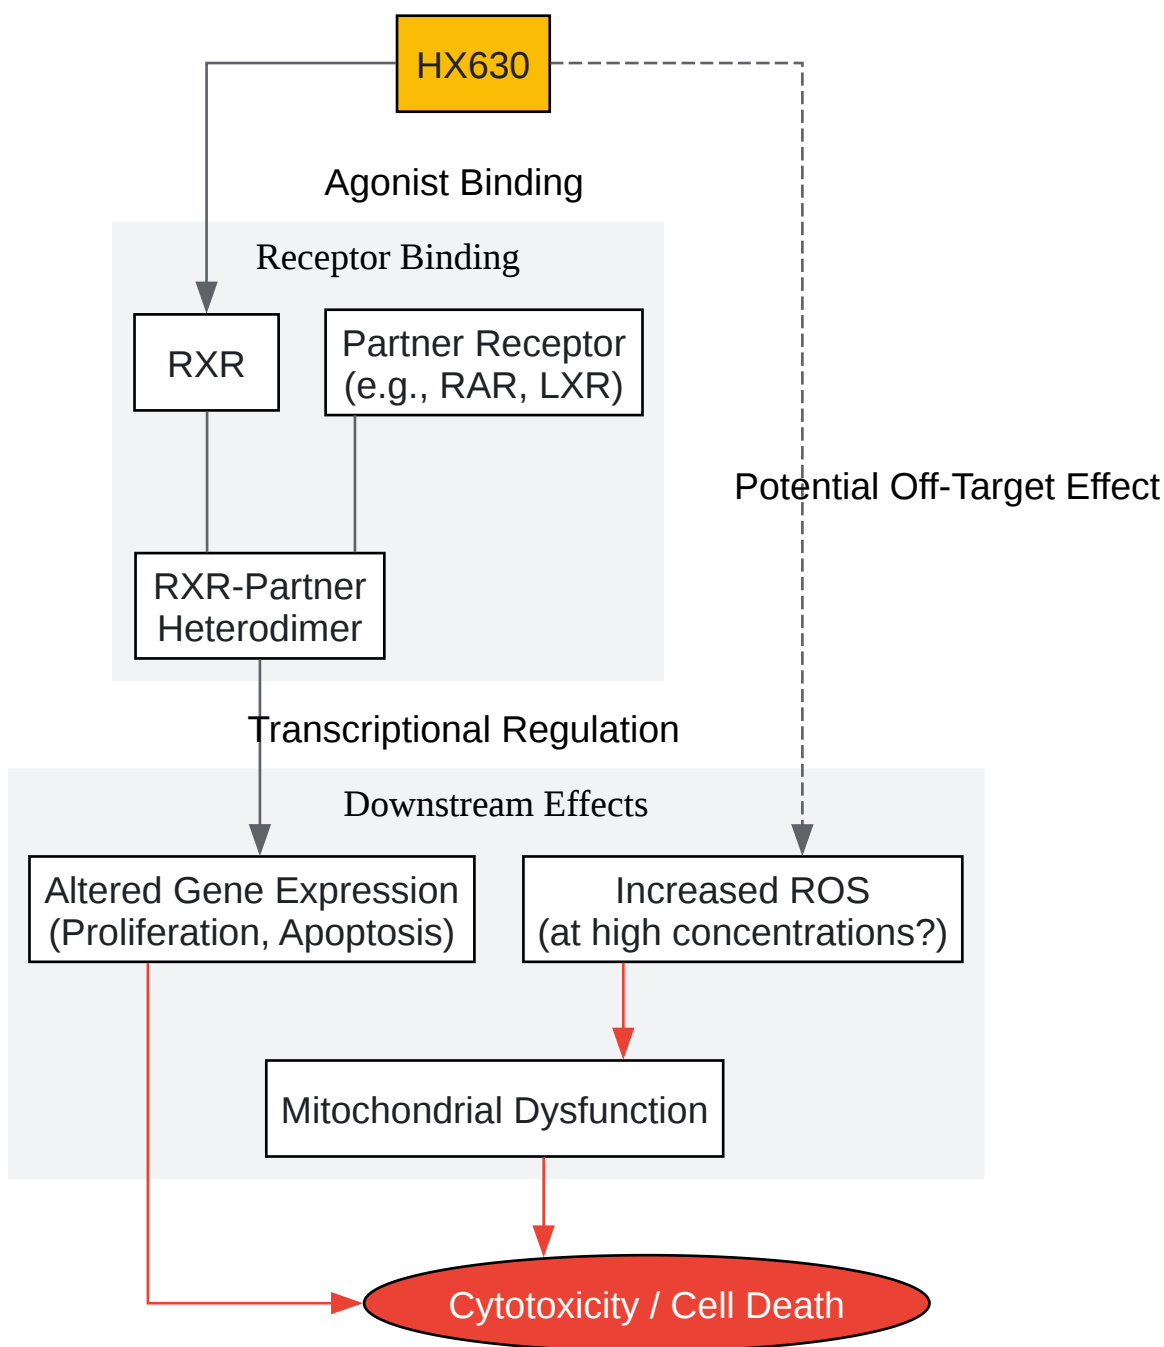 HX630
Agonist Binding
Receptor Binding
RXR
Partner Receptor
(e.g., RAR, LXR)
Potential Off-Target Effect
RXR-Partner
Heterodimer
Transcriptional Regulation
Downstream Effects
Altered Gene Expression
(Proliferation, Apoptosis)
Increased ROS
(at high concentrations?)
Mitochondrial Dysfunction
Cytotoxicity / Cell Death